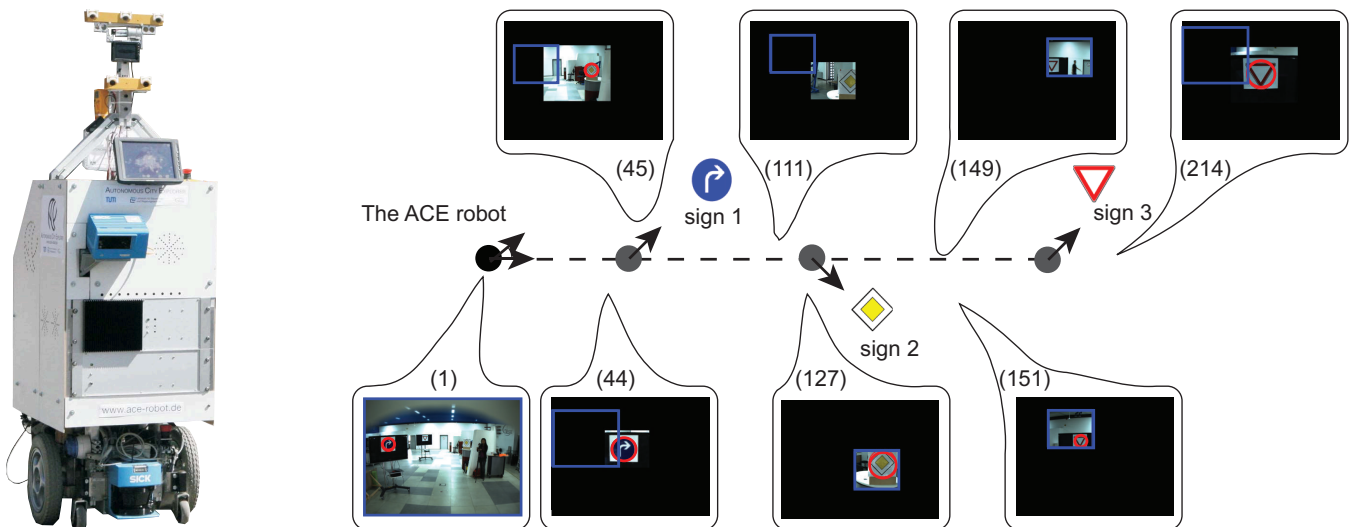 AUTONOMOUS CITY EXPLORER
TUM
www.ace-robot.de
SICK
The ACE robot
(45)
(111)
(149)
(214)
sign 1
sign 3
sign 2
(1)
(44)
(127)
(151)